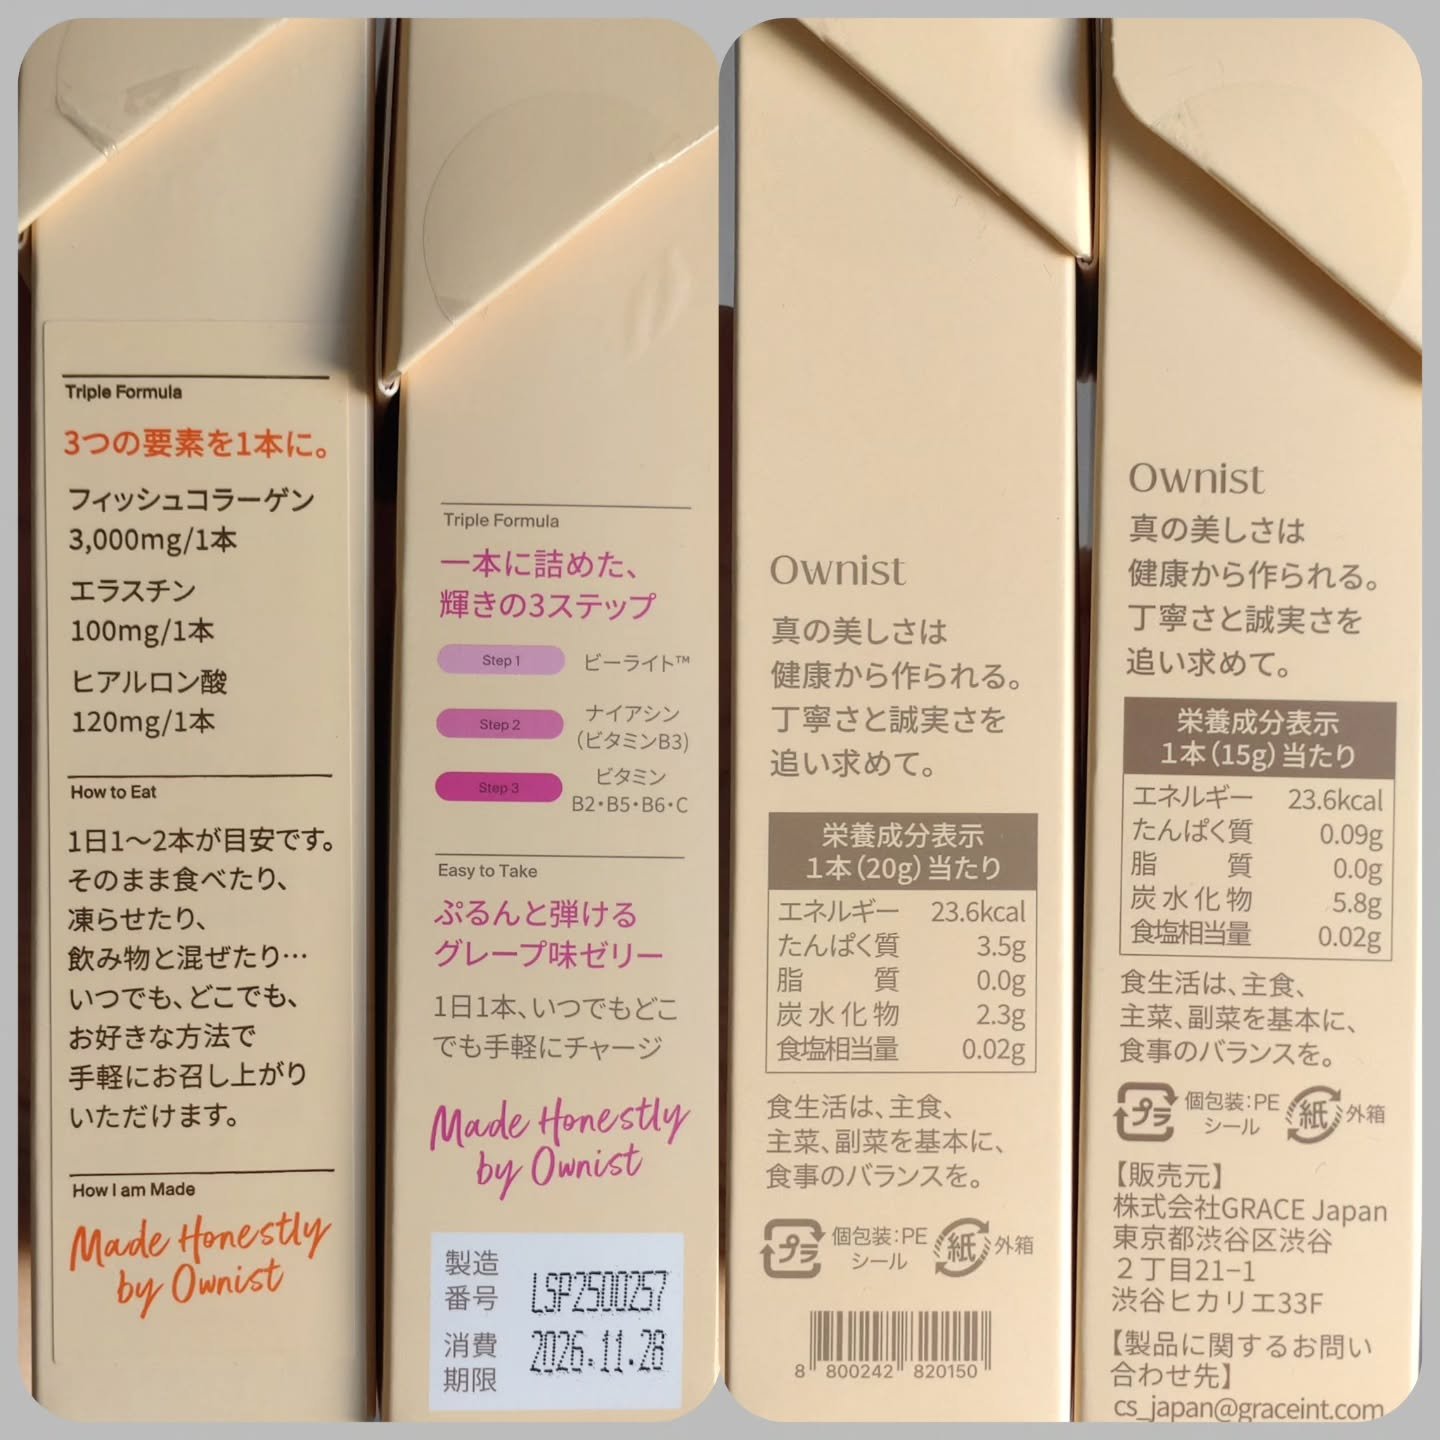 Triple Formula
3つの要素を1本に。
フィッシュコラーゲン
3,000mg/1本
エラスチン
100mg/1本
ヒアルロン酸
120mg/1本
How to Eat
1日1〜2本が目安です。
そのまま食べたり、
凍らせたり、
飲み物と混ぜたり…
いつでも、どこでも、
お好きな方法で
手軽にお召し上がり
いただけます。
How I am Made
Made Honestly
by Ownist
Triple Formula
一本に詰めた、
輝きの3ステップ
Step 1 ビーライト™
Step 2 ナイアシン
(ビタミンB3)
Step 3 ビタミン
B2・B5・B6・C
Easy to Take
ぷるんと弾ける
グレープ味ゼリー
1日1本、いつでもどこ
でも手軽にチャージ
Made Honestly
by Ownist
製造
番号 LSP2500257
消費
期限 2026.11.28
Ownist
真の美しさは
健康から作られる。
丁寧さと誠実さを
追い求めて。
栄養成分表示
1本(20g)当たり
エネルギー 23.6kcal
たんぱく質 3.5g
脂質 0.0g
炭水化物 2.3g
食塩相当量 0.02g
食生活は、主食、
主菜、副菜を基本に、
食事のバランスを。
プラ 個包装:PE
シール 紙 外箱
8 800242 820150
Ownist
真の美しさは
健康から作られる。
丁寧さと誠実さを
追い求めて。
栄養成分表示
1本(15g)当たり
エネルギー 23.6kcal
たんぱく質 0.09g
脂質 0.0g
炭水化物 5.8g
食塩相当量 0.02g
食生活は、主食、
主菜、副菜を基本に、
食事のバランスを。
プラ 個包装:PE
シール 紙 外箱
【販売元】
株式会社GRACE Japan
東京都渋谷区渋谷
2丁目21-1
渋谷ヒカリエ33F
【製品に関するお問い
合わせ先】
cs_japan@graceint.com